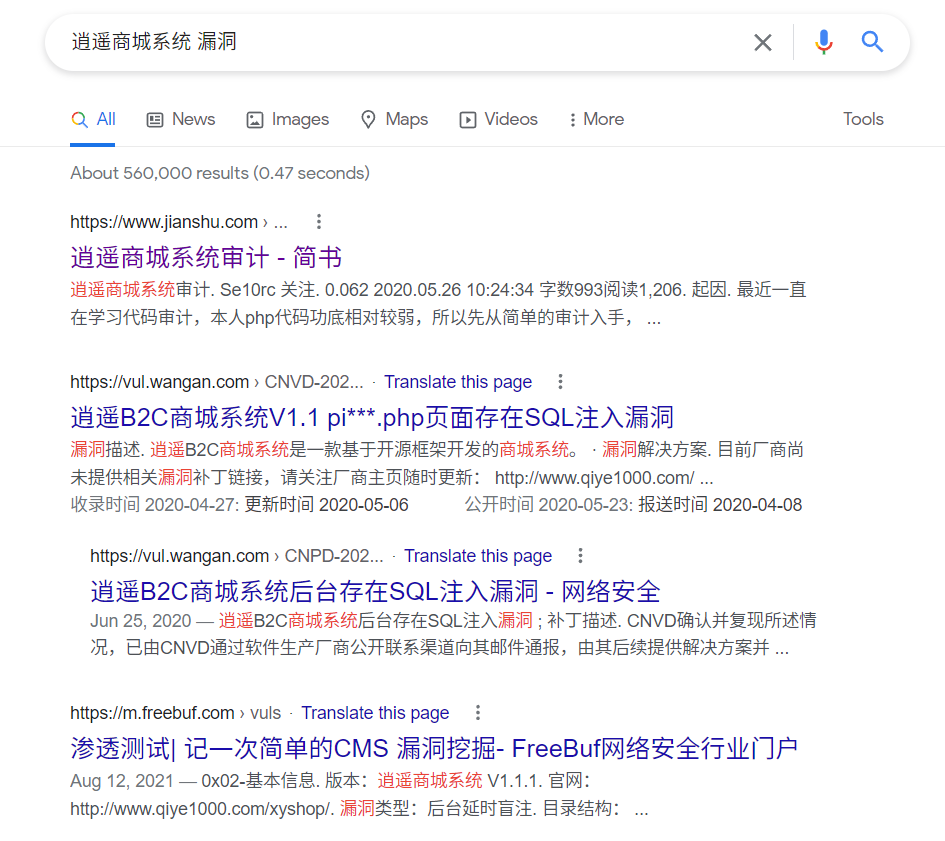 逍遥商城系统 漏洞
All News Images Maps Videos More Tools
About 560,000 results (0.47 seconds)
https://www.jianshu.com › ...
逍遥商城系统审计 - 简书
逍遥商城系统审计. Se10rc 关注. 0.062 2020.05.26 10:24:34 字数993阅读1,206. 起因. 最近一直
在学习代码审计，本人php代码功底相对较弱，所以先从简单的审计入手， ...
https://vul.wangan.com › CNVD-202... · Translate this page
逍遥B2C商城系统V1.1 pi***.php页面存在SQL注入漏洞
漏洞描述. 逍遥B2C商城系统是一款基于开源框架开发的商城系统。 · 漏洞解决方案. 目前厂商尚
未提供相关漏洞补丁链接，请关注厂商主页随时更新： http://www.qiye1000.com/ ...
收录时间 2020-04-27: 更新时间 2020-05-06 公开时间 2020-05-23: 报送时间 2020-04-08
https://vul.wangan.com › CNPD-202... · Translate this page
逍遥B2C商城系统后台存在SQL注入漏洞 - 网络安全
Jun 25, 2020 — 逍遥B2C商城系统后台存在SQL注入漏洞 ; 补丁描述. CNVD确认并复现所述情
况，已由CNVD通过软件生产厂商公开联系渠道向其邮件通报，由其后续提供解决方案并 ...
https://m.freebuf.com › vuls · Translate this page
渗透测试| 记一次简单的CMS 漏洞挖掘- FreeBuf网络安全行业门户
Aug 12, 2021 — 0x02-基本信息. 版本：逍遥商城系统 V1.1.1. 官网：
http://www.qiye1000.com/xyshop/. 漏洞类型：后台延时盲注. 目录结构： ...